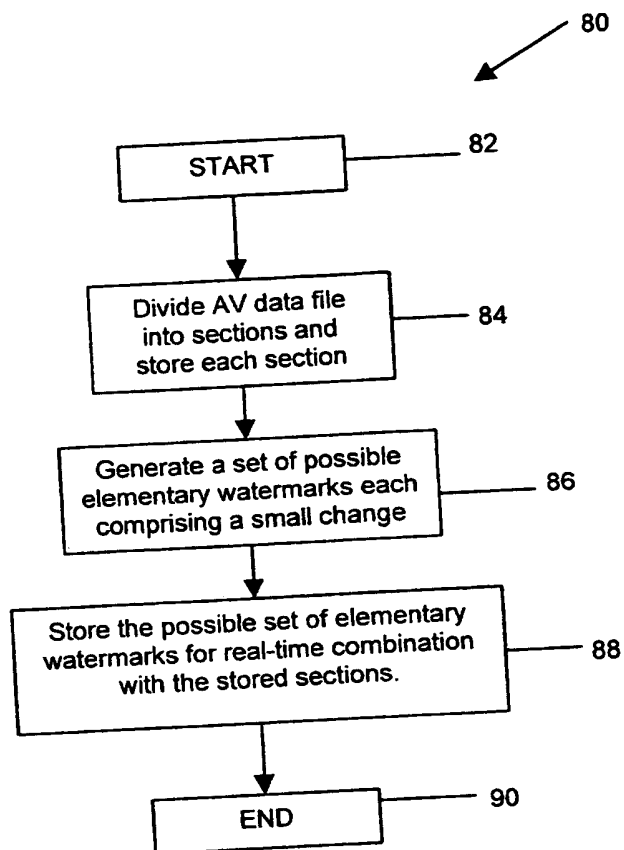 80
START
82
Divide AV data file
into sections and
store each section
84
Generate a set of possible
elementary watermarks each
comprising a small change
86
Store the possible set of elementary
watermarks for real-time combination
with the stored sections.
88
END
90